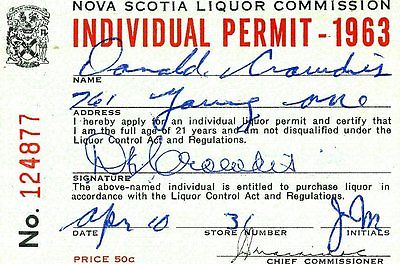 NOVA SCOTIA LIQUOR COMMISSION
INDIVIDUAL PERMIT - 1963
Donald Crowdis
NAME
761 Young ave
ADDRESS
I hereby apply for an individual liquor permit and certify that
I am the full age of 21 years and am not disqualified under the
Liquor Control Act and Regulations.
Crowdis
SIGNATURE
The above-named individual is entitled to purchase liquor in
accordance with the Liquor Control Act and Regulations.
Apr 10 31 J M
DATE STORE NUMBER INITIALS
PRICE 50c CHIEF COMMISSIONER
No. 124877